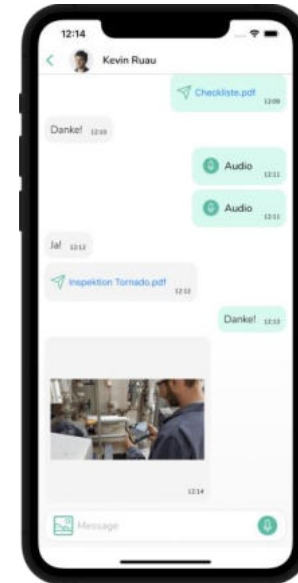 12:14
Kevin Ruau
Checkliste.pdf
12:09
Danke! 12:10
Audio
12:11
Audio
12:11
Ja! 12:12
Inspektion Tornado.pdf
12:12
Danke! 12:13
12:14
Message